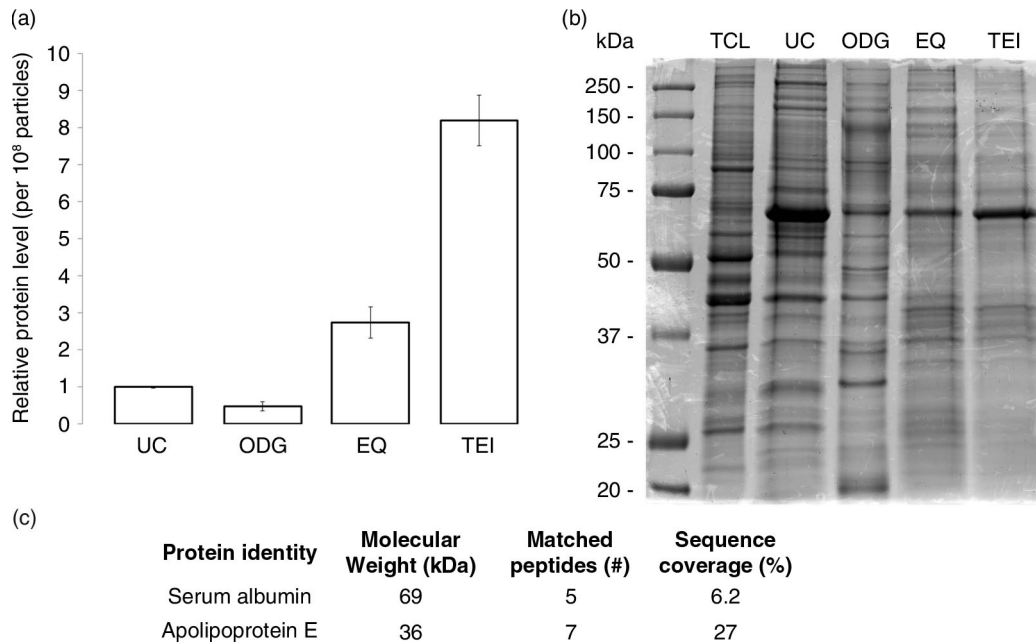 (a)
Relative protein level (per 10⁸ particles)
10
9
8
7
6
5
4
3
2
1
0
UC ODG EQ TEI
(b)
kDa TCL UC ODG EQ TEI
250 -
150 -
100 -
75 -
50 -
37 -
25 -
20 -
(c)
Protein identity Molecular Weight (kDa) Matched peptides (#) Sequence coverage (%)
Serum albumin 69 5 6.2
Apolipoprotein E 36 7 27